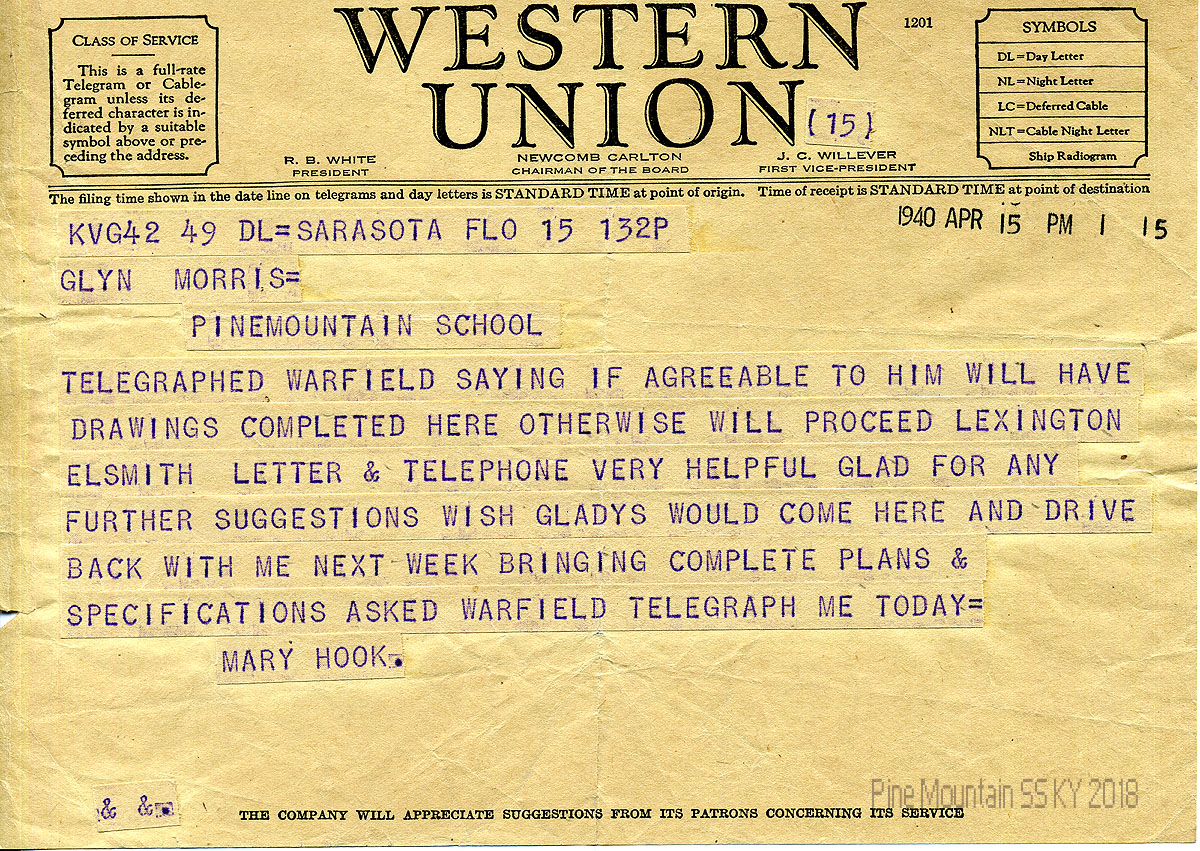 CLASS OF SERVICE
This is a full-rate
Telegram or Cable-
gram unless its de-
ferred character is in-
dicated by a suitable
symbol above or pre-
ceding the address.
WESTERN
UNION
1201
(15)
R. B. WHITE
PRESIDENT
NEWCOMB CARLTON
CHAIRMAN OF THE BOARD
J. C. WILLEVER
FIRST VICE-PRESIDENT
SYMBOLS
DL=Day Letter
NL=Night Letter
LC=Deferred Cable
NLT=Cable Night Letter
Ship Radiogram
The filing time shown in the date line on telegrams and day letters is STANDARD TIME at point of origin. Time of receipt is STANDARD TIME at point of destination
1940 APR 15 PM 1 15
KVG42 49 DL=SARASOTA FLO 15 132P
GLYN MORRIS=
PINEMOUNTAIN SCHOOL
TELEGRAPHED WARFIELD SAYING IF AGREEABLE TO HIM WILL HAVE
DRAWINGS COMPLETED HERE OTHERWISE WILL PROCEED LEXINGTON
ELSMITH LETTER & TELEPHONE VERY HELPFUL GLAD FOR ANY
FURTHER SUGGESTIONS WISH GLADYS WOULD COME HERE AND DRIVE
BACK WITH ME NEXT WEEK BRINGING COMPLETE PLANS &
SPECIFICATIONS ASKED WARFIELD TELEGRAPH ME TODAY=
MARY HOOK.
& &
Pine Mountain SS KY 2018
THE COMPANY WILL APPRECIATE SUGGESTIONS FROM ITS PATRONS CONCERNING ITS SERVICE